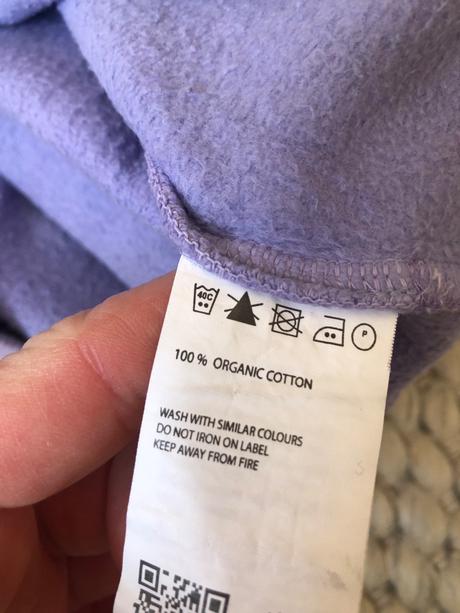 40C
P
100 % ORGANIC COTTON
WASH WITH SIMILAR COLOURS
DO NOT IRON ON LABEL
KEEP AWAY FROM FIRE